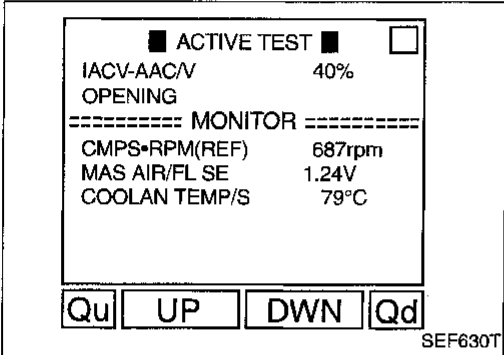 ■ ACTIVE TEST ■
IACV-AAC/V 40%
OPENING
========== MONITOR ==========
CMPS•RPM(REF) 687rpm
MAS AIR/FL SE 1.24V
COOLAN TEMP/S 79°C
Qu UP DWN Qd
SEF630T